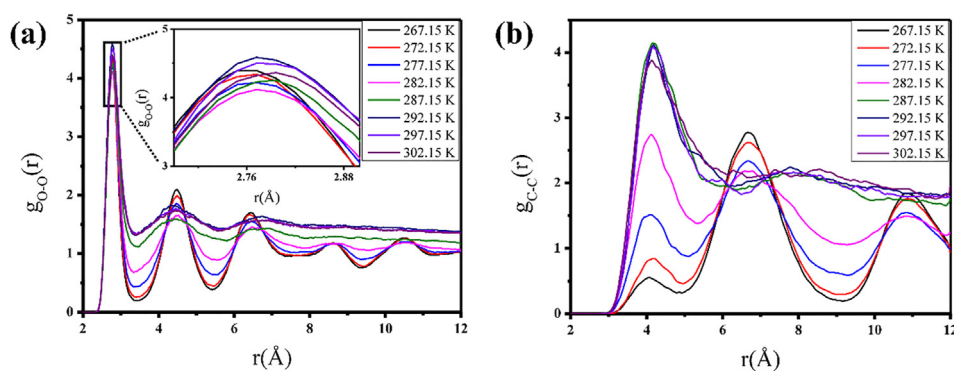 (a)
5
4
3
2
1
0
g O-O (r)
2
4
6
8
10
12
r(Å)
5
4
3
g O-O (r)
2.76
2.88
r(Å)
267.15 K
272.15 K
277.15 K
282.15 K
287.15 K
292.15 K
297.15 K
302.15 K
(b)
4
3
2
1
0
g C-C (r)
2
4
6
8
10
12
r(Å)
267.15 K
272.15 K
277.15 K
282.15 K
287.15 K
292.15 K
297.15 K
302.15 K